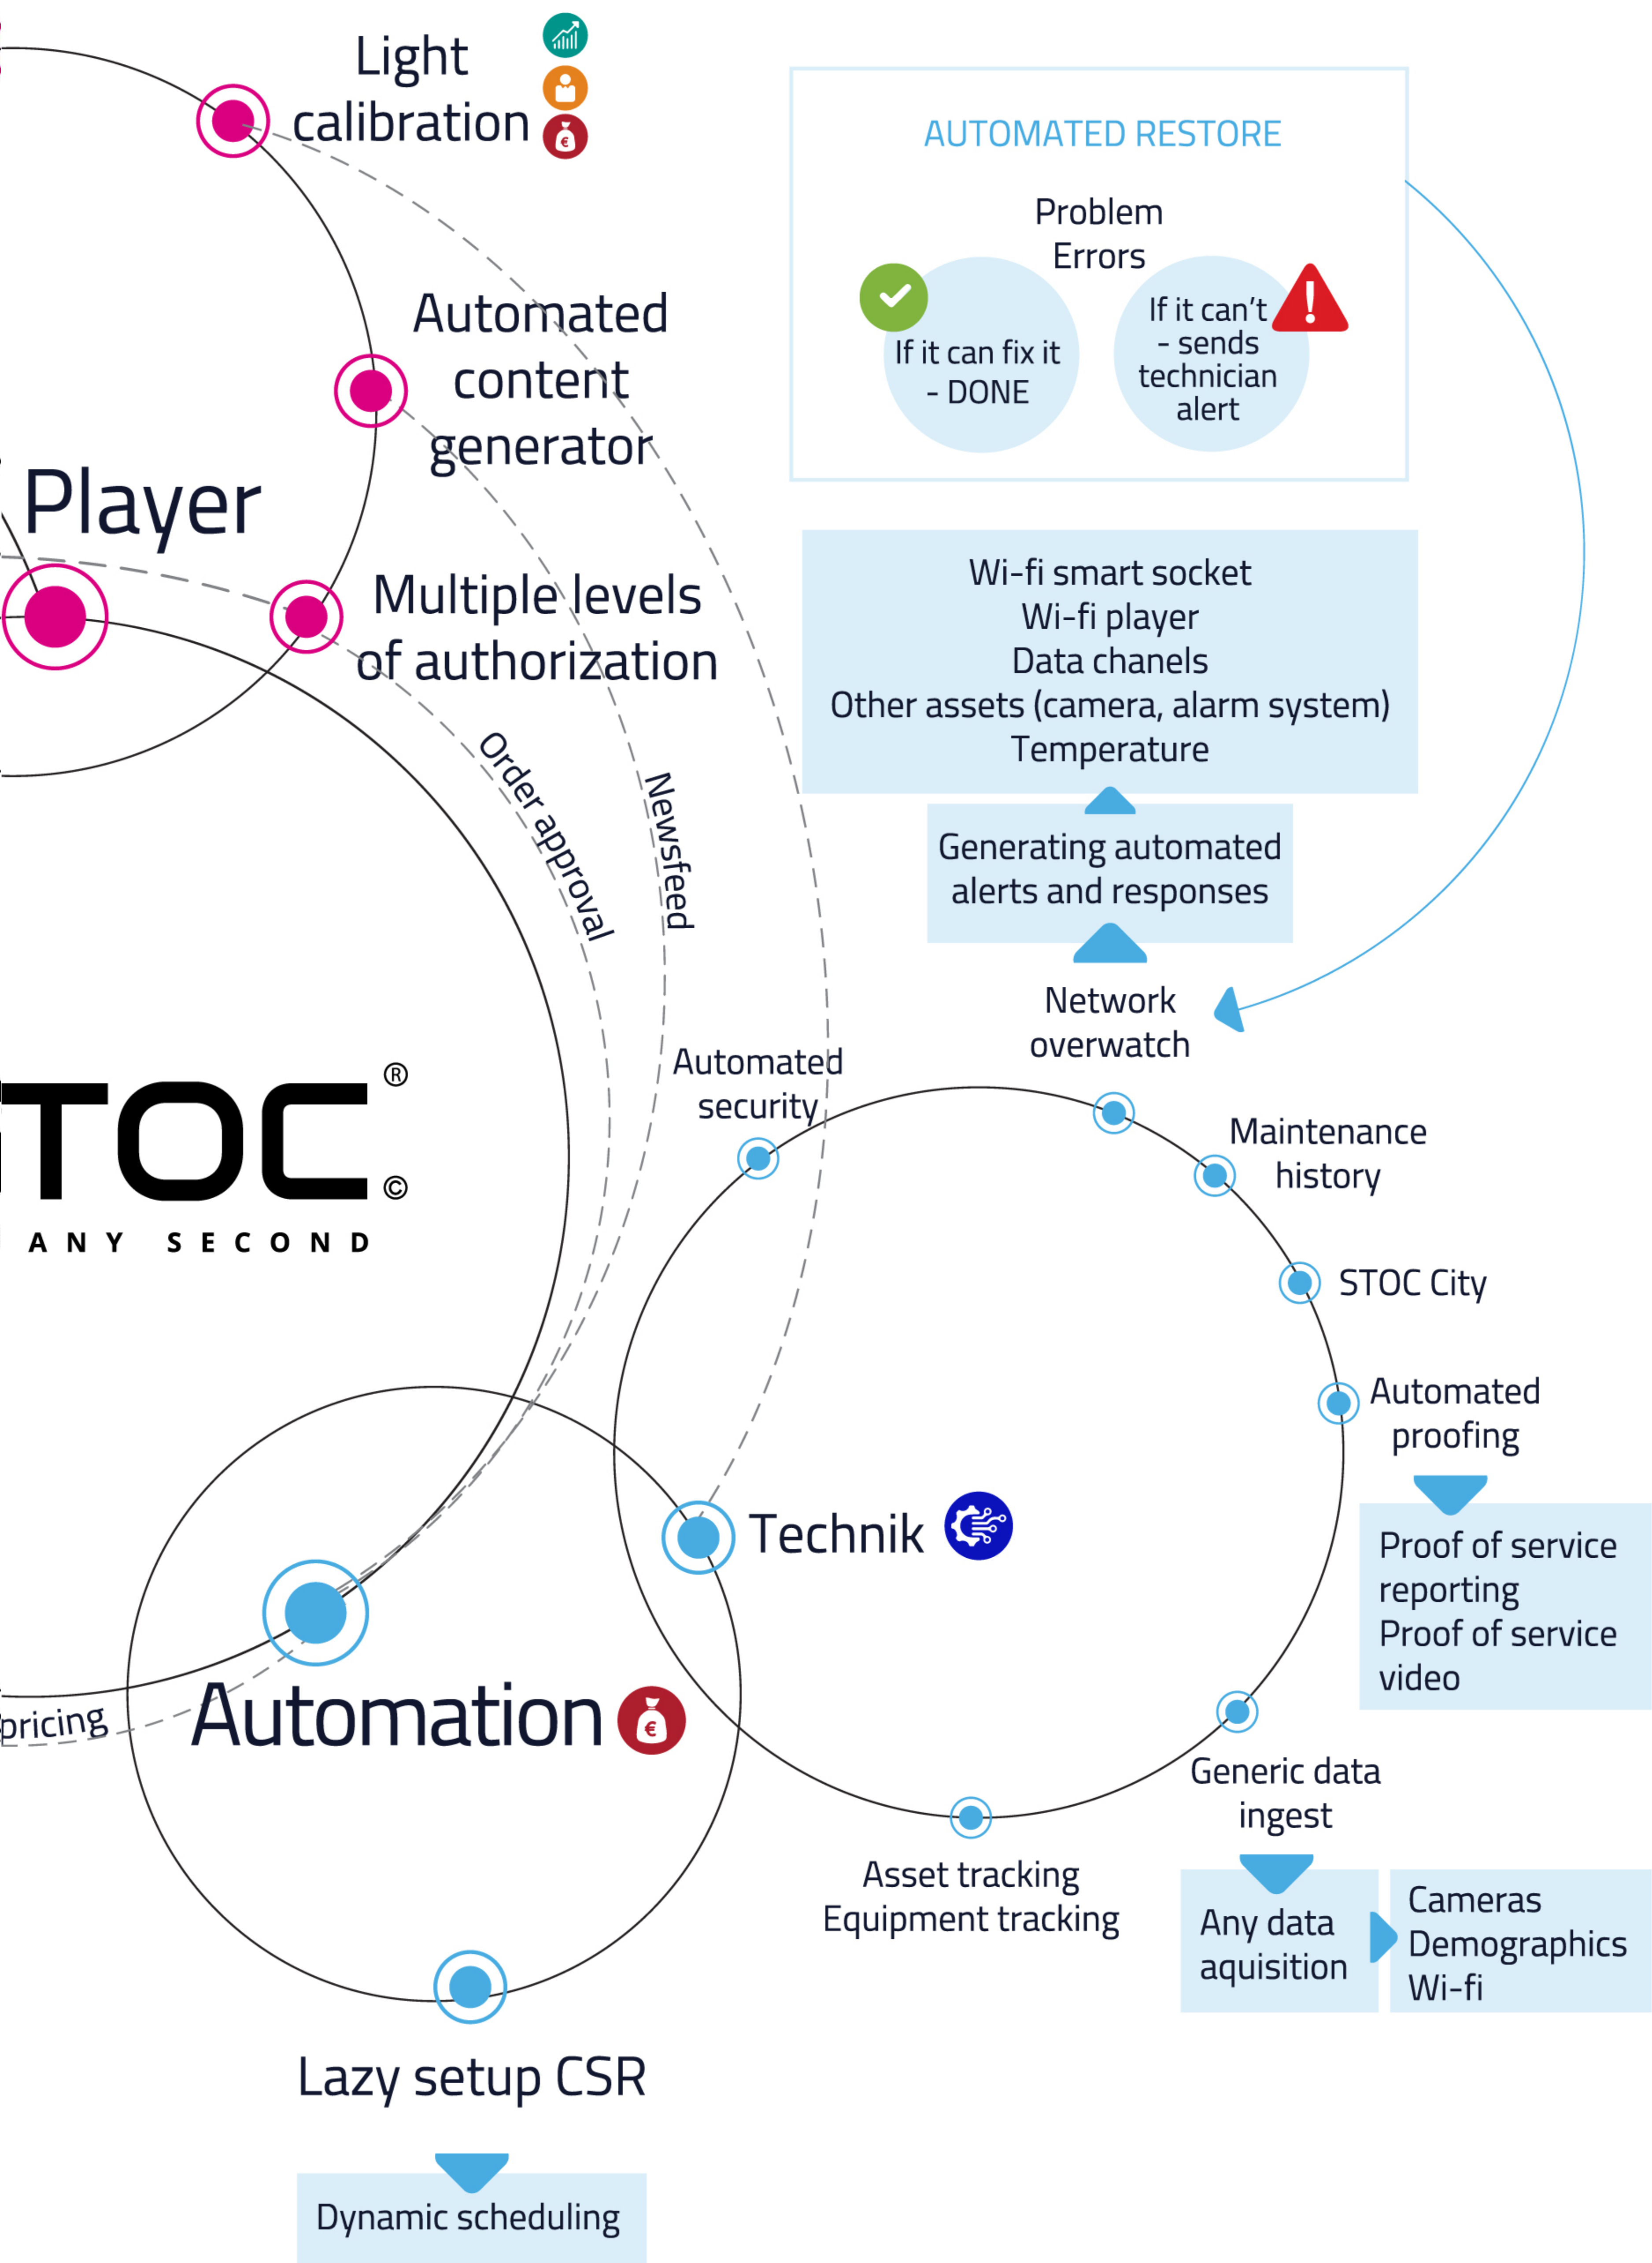 Light
calibration
AUTOMATED RESTORE
Problem
Errors
If it can fix it
- DONE
If it can't
- sends
technician
alert
Automated
content
generator
Player
Multiple levels
of authorization
Wi-fi smart socket
Wi-fi player
Data chanels
Other assets (camera, alarm system)
Temperature
Order approval
Newsfeed
Generating automated
alerts and responses
Network
overwatch
Automated
security
TOC®
©
ANY SECOND
Maintenance
history
STOC City
Automated
proofing
Proof of service
reporting
Proof of service
video
Technik
Automation
pricing
Generic data
ingest
Any data
aquisition
Cameras
Demographics
Wi-fi
Asset tracking
Equipment tracking
Lazy setup CSR
Dynamic scheduling